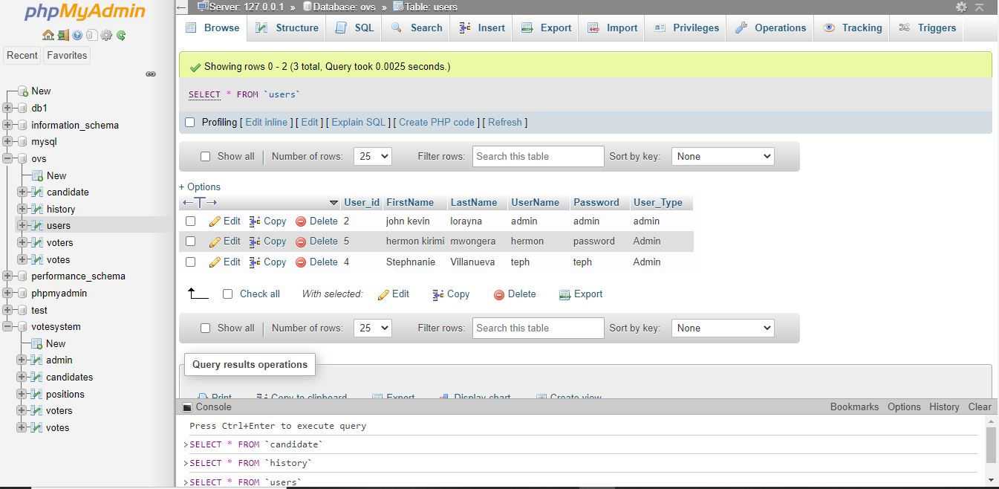 phpMyAdmin
Recent Favorites
New
db1
information_schema
mysql
ovs
New
candidate
history
users
voters
votes
performance_schema
phpmyadmin
test
votesystem
New
admin
candidates
positions
voters
votes
Server: 127.0.0.1 » Database: ovs » Table: users
Browse Structure SQL Search Insert Export Import Privileges Operations Tracking Triggers
Showing rows 0 - 2 (3 total, Query took 0.0025 seconds.)
SELECT * FROM `users`
Profiling [ Edit inline ] [ Edit ] [ Explain SQL ] [ Create PHP code ] [ Refresh ]
Show all | Number of rows: 25 Filter rows: Search this table Sort by key: None
+ Options
User_id FirstName LastName UserName Password User_Type
Edit Copy Delete 2 john kevin lorayna admin admin admin
Edit Copy Delete 5 hermon kirimi mwongera hermon password Admin
Edit Copy Delete 4 Stephnanie Villanueva teph teph Admin
Check all With selected: Edit Copy Delete Export
Show all | Number of rows: 25 Filter rows: Search this table Sort by key: None
Query results operations
Print Copy to clipboard Export Display chart Create view
Console Bookmarks Options History Clear
Press Ctrl+Enter to execute query
>SELECT * FROM `candidate`
>SELECT * FROM `history`
>SELECT * FROM `users`